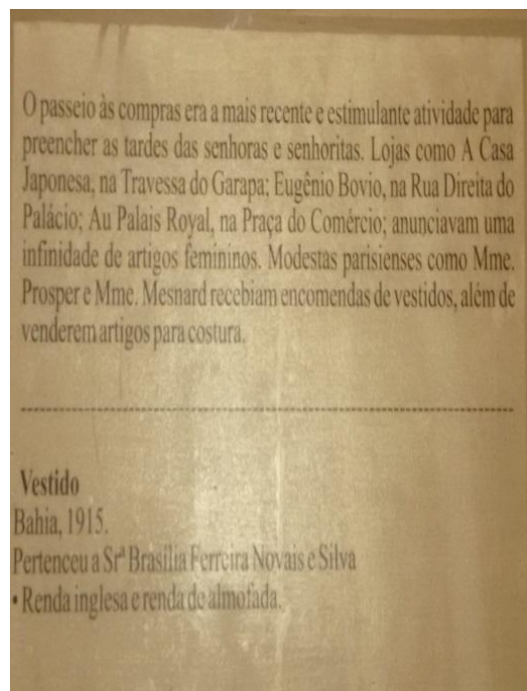 O passeio às compras era a mais recente e estimulante atividade para
preencher as tardes das senhoras e senhoritas. Lojas como A Casa
Japonesa, na Travessa do Garapa; Eugênio Bovio, na Rua Direita do
Palácio; Au Palais Royal, na Praça do Comércio; anunciavam uma
infinidade de artigos femininos. Modestas parisienses como Mme.
Prosper e Mme. Mesnard recebiam encomendas de vestidos, além de
venderem artigos para costura.
Vestido
Bahia, 1915.
Pertenceu a Srª Brasília Ferreira Novais e Silva
• Renda inglesa e renda de almofada.